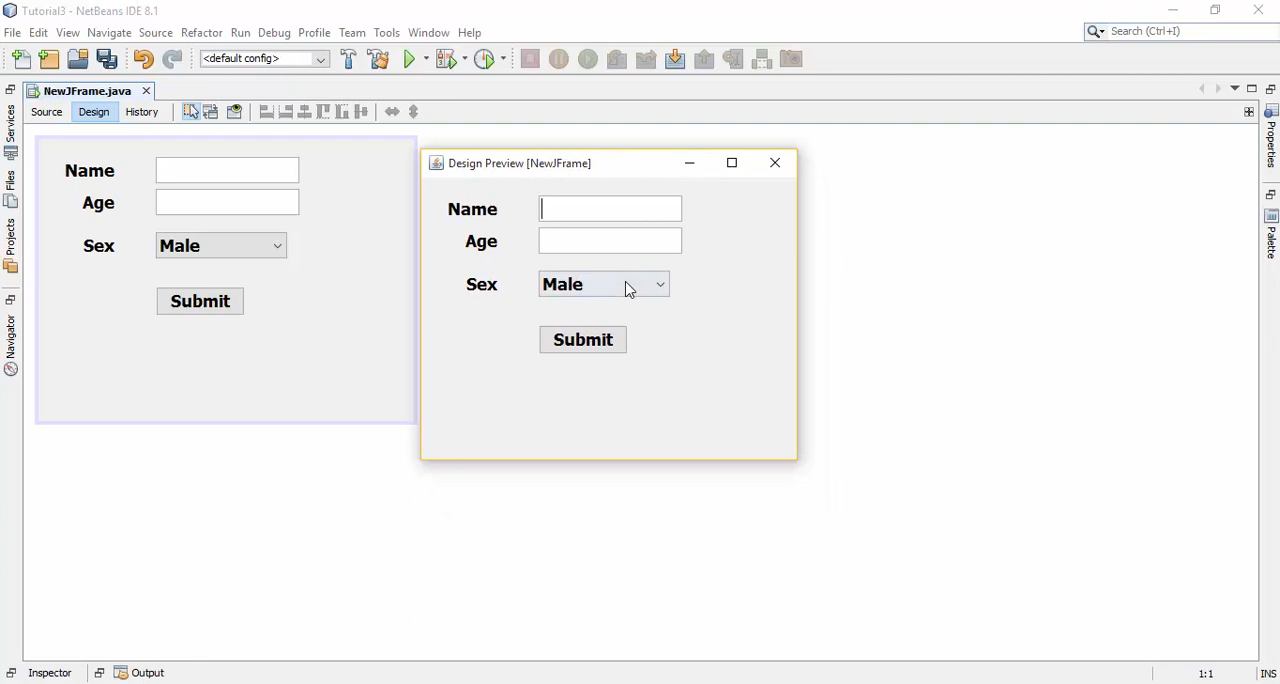 Tutorial3 - NetBeans IDE 8.1
File Edit View Navigate Source Refactor Run Debug Profile Team Tools Window Help
Search (Ctrl+I)
<default config>
NewJFrame.java
Source Design History
Services
Files
Projects
Navigator
Properties
Palette
Name
Age
Sex Male
Submit
Design Preview [NewJFrame]
Name
Age
Sex Male
Submit
Inspector Output
1:1 INS